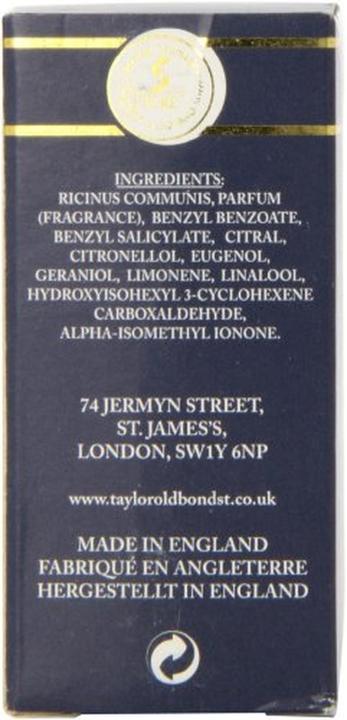 INGREDIENTS:
RICINUS COMMUNIS, PARFUM
(FRAGRANCE), BENZYL BENZOATE,
BENZYL SALICYLATE, CITRAL,
CITRONELLOL, EUGENOL,
GERANIOL, LIMONENE, LINALOOL,
HYDROXYISOHEXYL 3-CYCLOHEXENE
CARBOXALDEHYDE,
ALPHA-ISOMETHYL IONONE.
74 JERMYN STREET,
ST. JAMES'S,
LONDON, SW1Y 6NP
www.tayloroldbondst.co.uk
MADE IN ENGLAND
FABRIQUÉ EN ANGLETERRE
HERGESTELLT IN ENGLAND